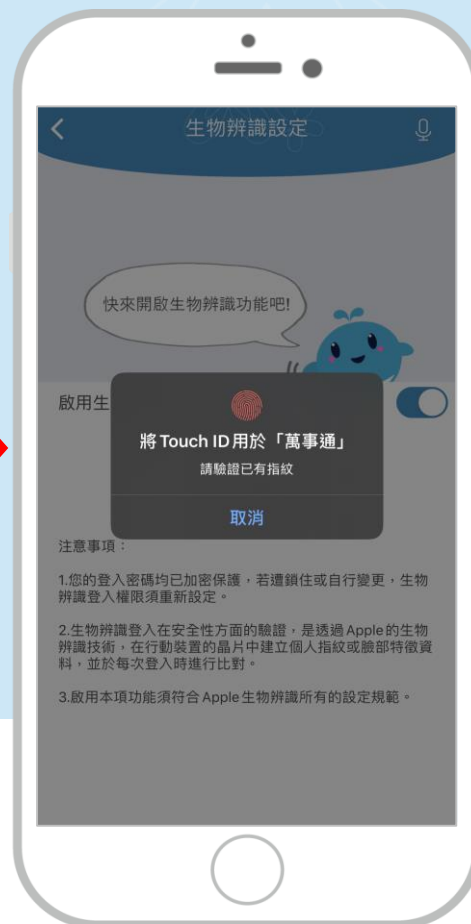 生物辨識設定
快來開啟生物辨識功能吧!
啟用生
將 Touch ID 用於「萬事通」
請驗證已有指紋
取消
注意事項：
1.您的登入密碼均已加密保護，若遭鎖住或自行變更，生物
辨識登入權限須重新設定。
2.生物辨識登入在安全性方面的驗證，是透過 Apple 的生物
辨識技術，在行動裝置的晶片中建立個人指紋或臉部特徵資
料，並於每次登入時進行比對。
3.啟用本項功能須符合 Apple 生物辨識所有的設定規範。